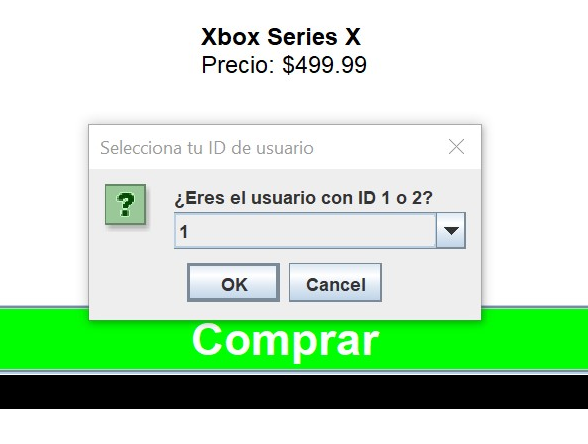 Xbox Series X
Precio: $499.99
Selecciona tu ID de usuario
?
¿Eres el usuario con ID 1 o 2?
1
OK
Cancel
Comprar